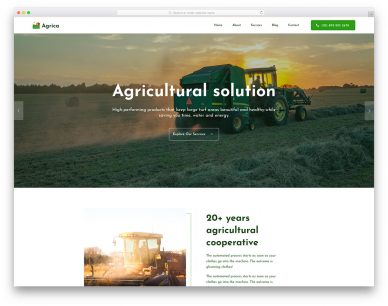 Agrica
Home About Services Blog Contact
Agricultural solution
High-performing products that keep large turf areas beautiful and healthy while
saving you time, water and energy.
Explore Our Services
20+ years
agricultural
cooperative
The automated process starts as soon as your
clothes go into the machine. The outcome is
gleaming clothes!
The automated process starts as soon as your
clothes go into the machine. The outcome is